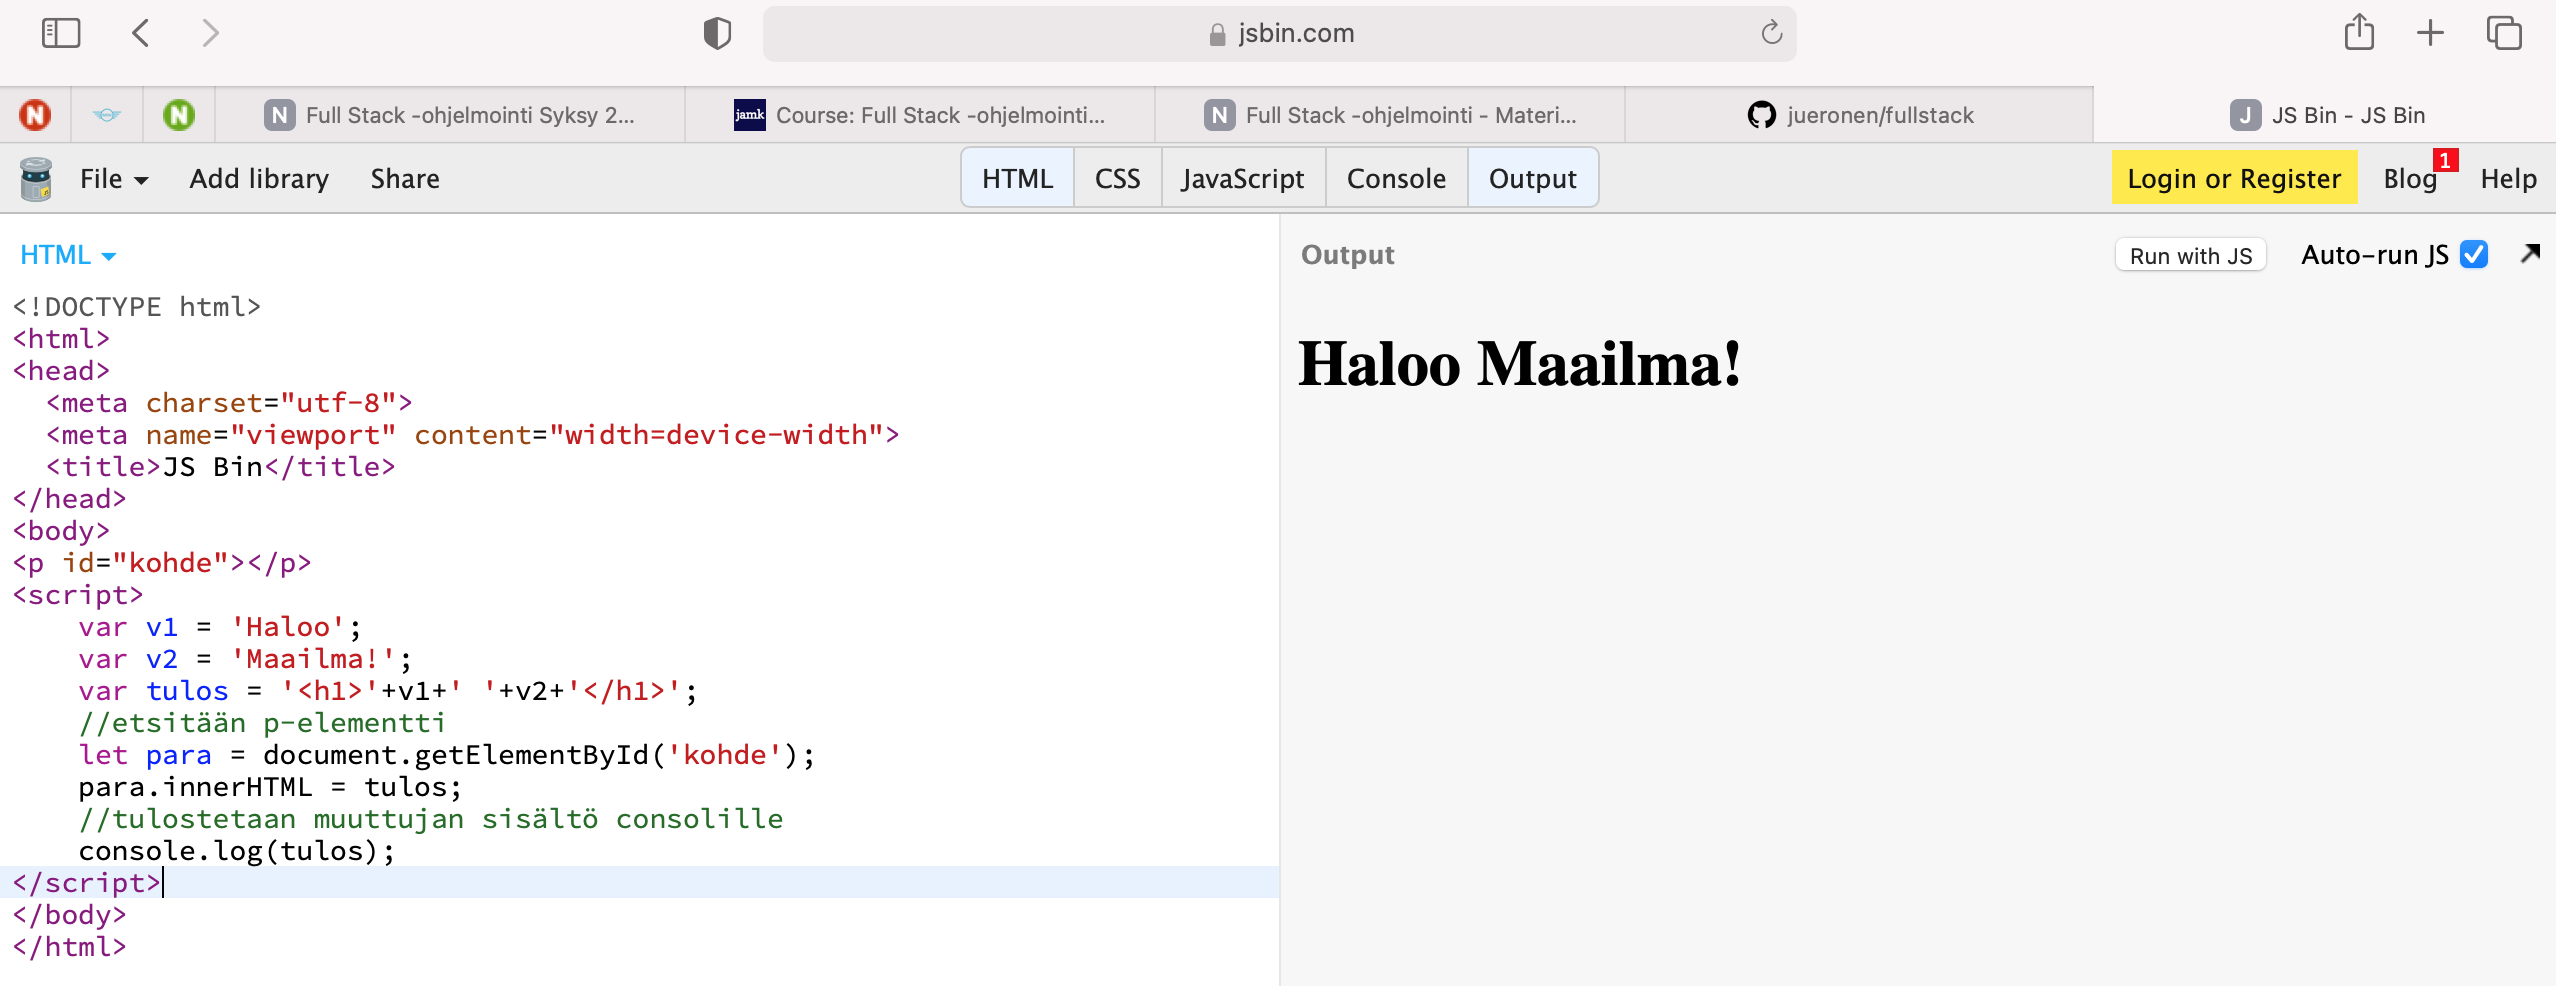 jsbin.com
N N N Full Stack -ohjelmointi Syksy 2... jamk Course: Full Stack -ohjelmointi... N Full Stack -ohjelmointi - Materi... jueronen/fullstack J JS Bin - JS Bin
File Add library Share HTML CSS JavaScript Console Output Login or Register Blog 1 Help
HTML
<!DOCTYPE html>
<html>
<head>
  <meta charset="utf-8">
  <meta name="viewport" content="width=device-width">
  <title>JS Bin</title>
</head>
<body>
<p id="kohde"></p>
<script>
    var v1 = 'Haloo';
    var v2 = 'Maailma!';
    var tulos = '<h1>'+v1+' '+v2+'</h1>';
    //etsitään p-elementti
    let para = document.getElementById('kohde');
    para.innerHTML = tulos;
    //tulostetaan muuttujan sisältö consolille
    console.log(tulos);
</script>
</body>
</html>
Output Run with JS Auto-run JS
Haloo Maailma!